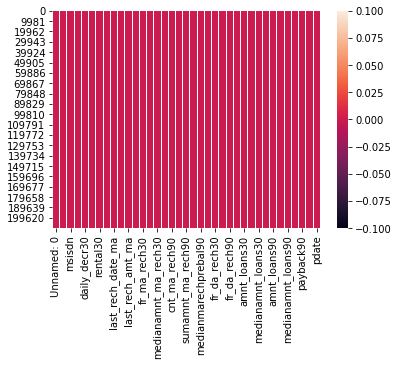 0
9981
19962
29943
39924
49905
59886
69867
79848
89829
99810
109791
119772
129753
139734
149715
159696
169677
179658
189639
199620
Unnamed: 0
msisdn
daily_decr30
rental30
last_rech_date_ma
last_rech_amt_ma
fr_ma_rech30
medianamnt_ma_rech30
cnt_ma_rech90
sumamnt_ma_rech90
medianmarechprebal90
fr_da_rech30
fr_da_rech90
amnt_loans30
medianamnt_loans30
amnt_loans90
medianamnt_loans90
payback90
pdate
0.100
0.075
0.050
0.025
0.000
−0.025
−0.050
−0.075
−0.100